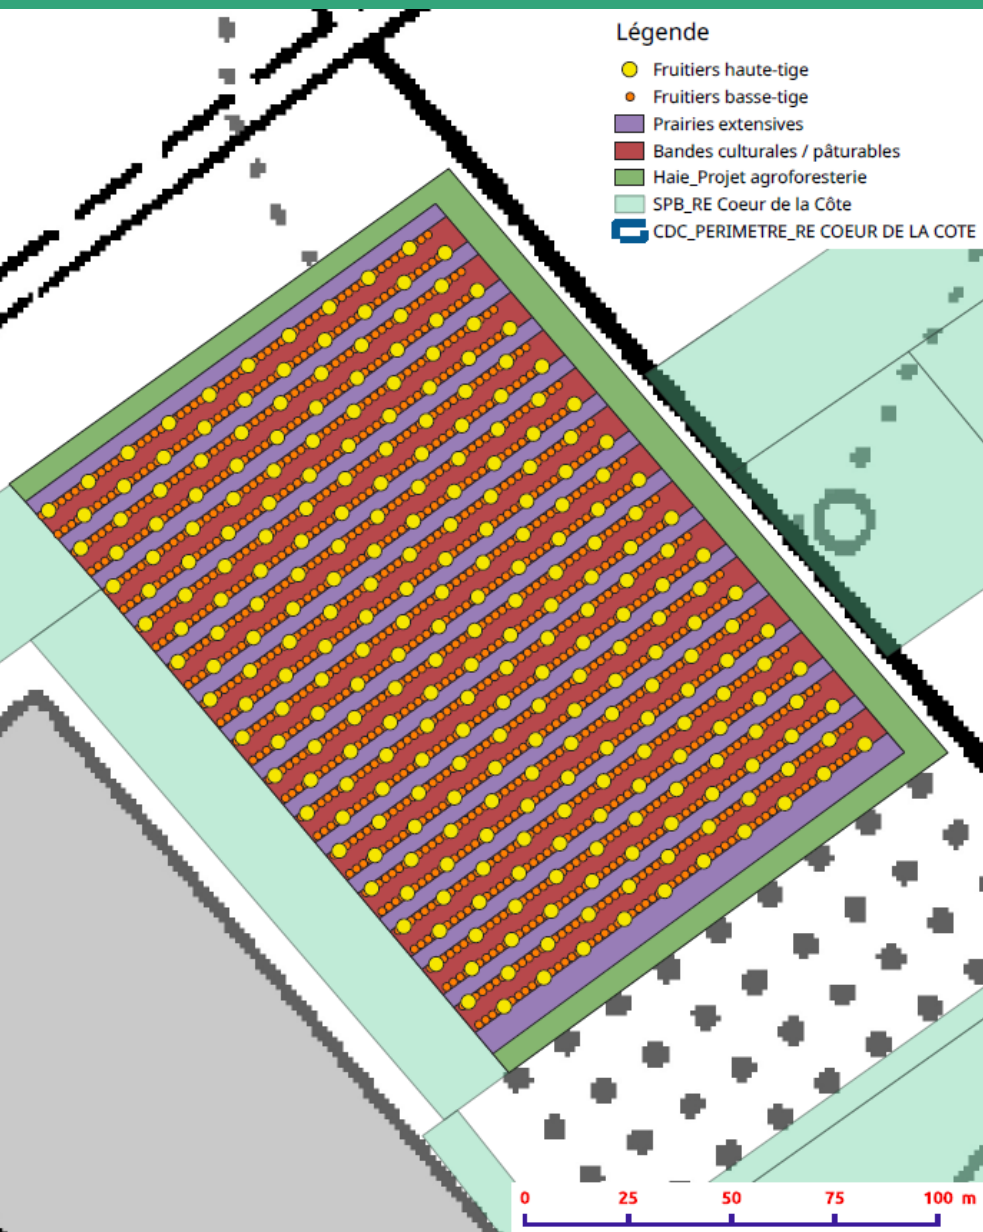 Légende
Fruitiers haute-tige
Fruitiers basse-tige
Prairies extensives
Bandes culturales / pâturables
Haie_Projet agroforesterie
SPB_RE Coeur de la Côte
CDC_PERIMETRE_RE COEUR DE LA COTE
0 25 50 75 100 m